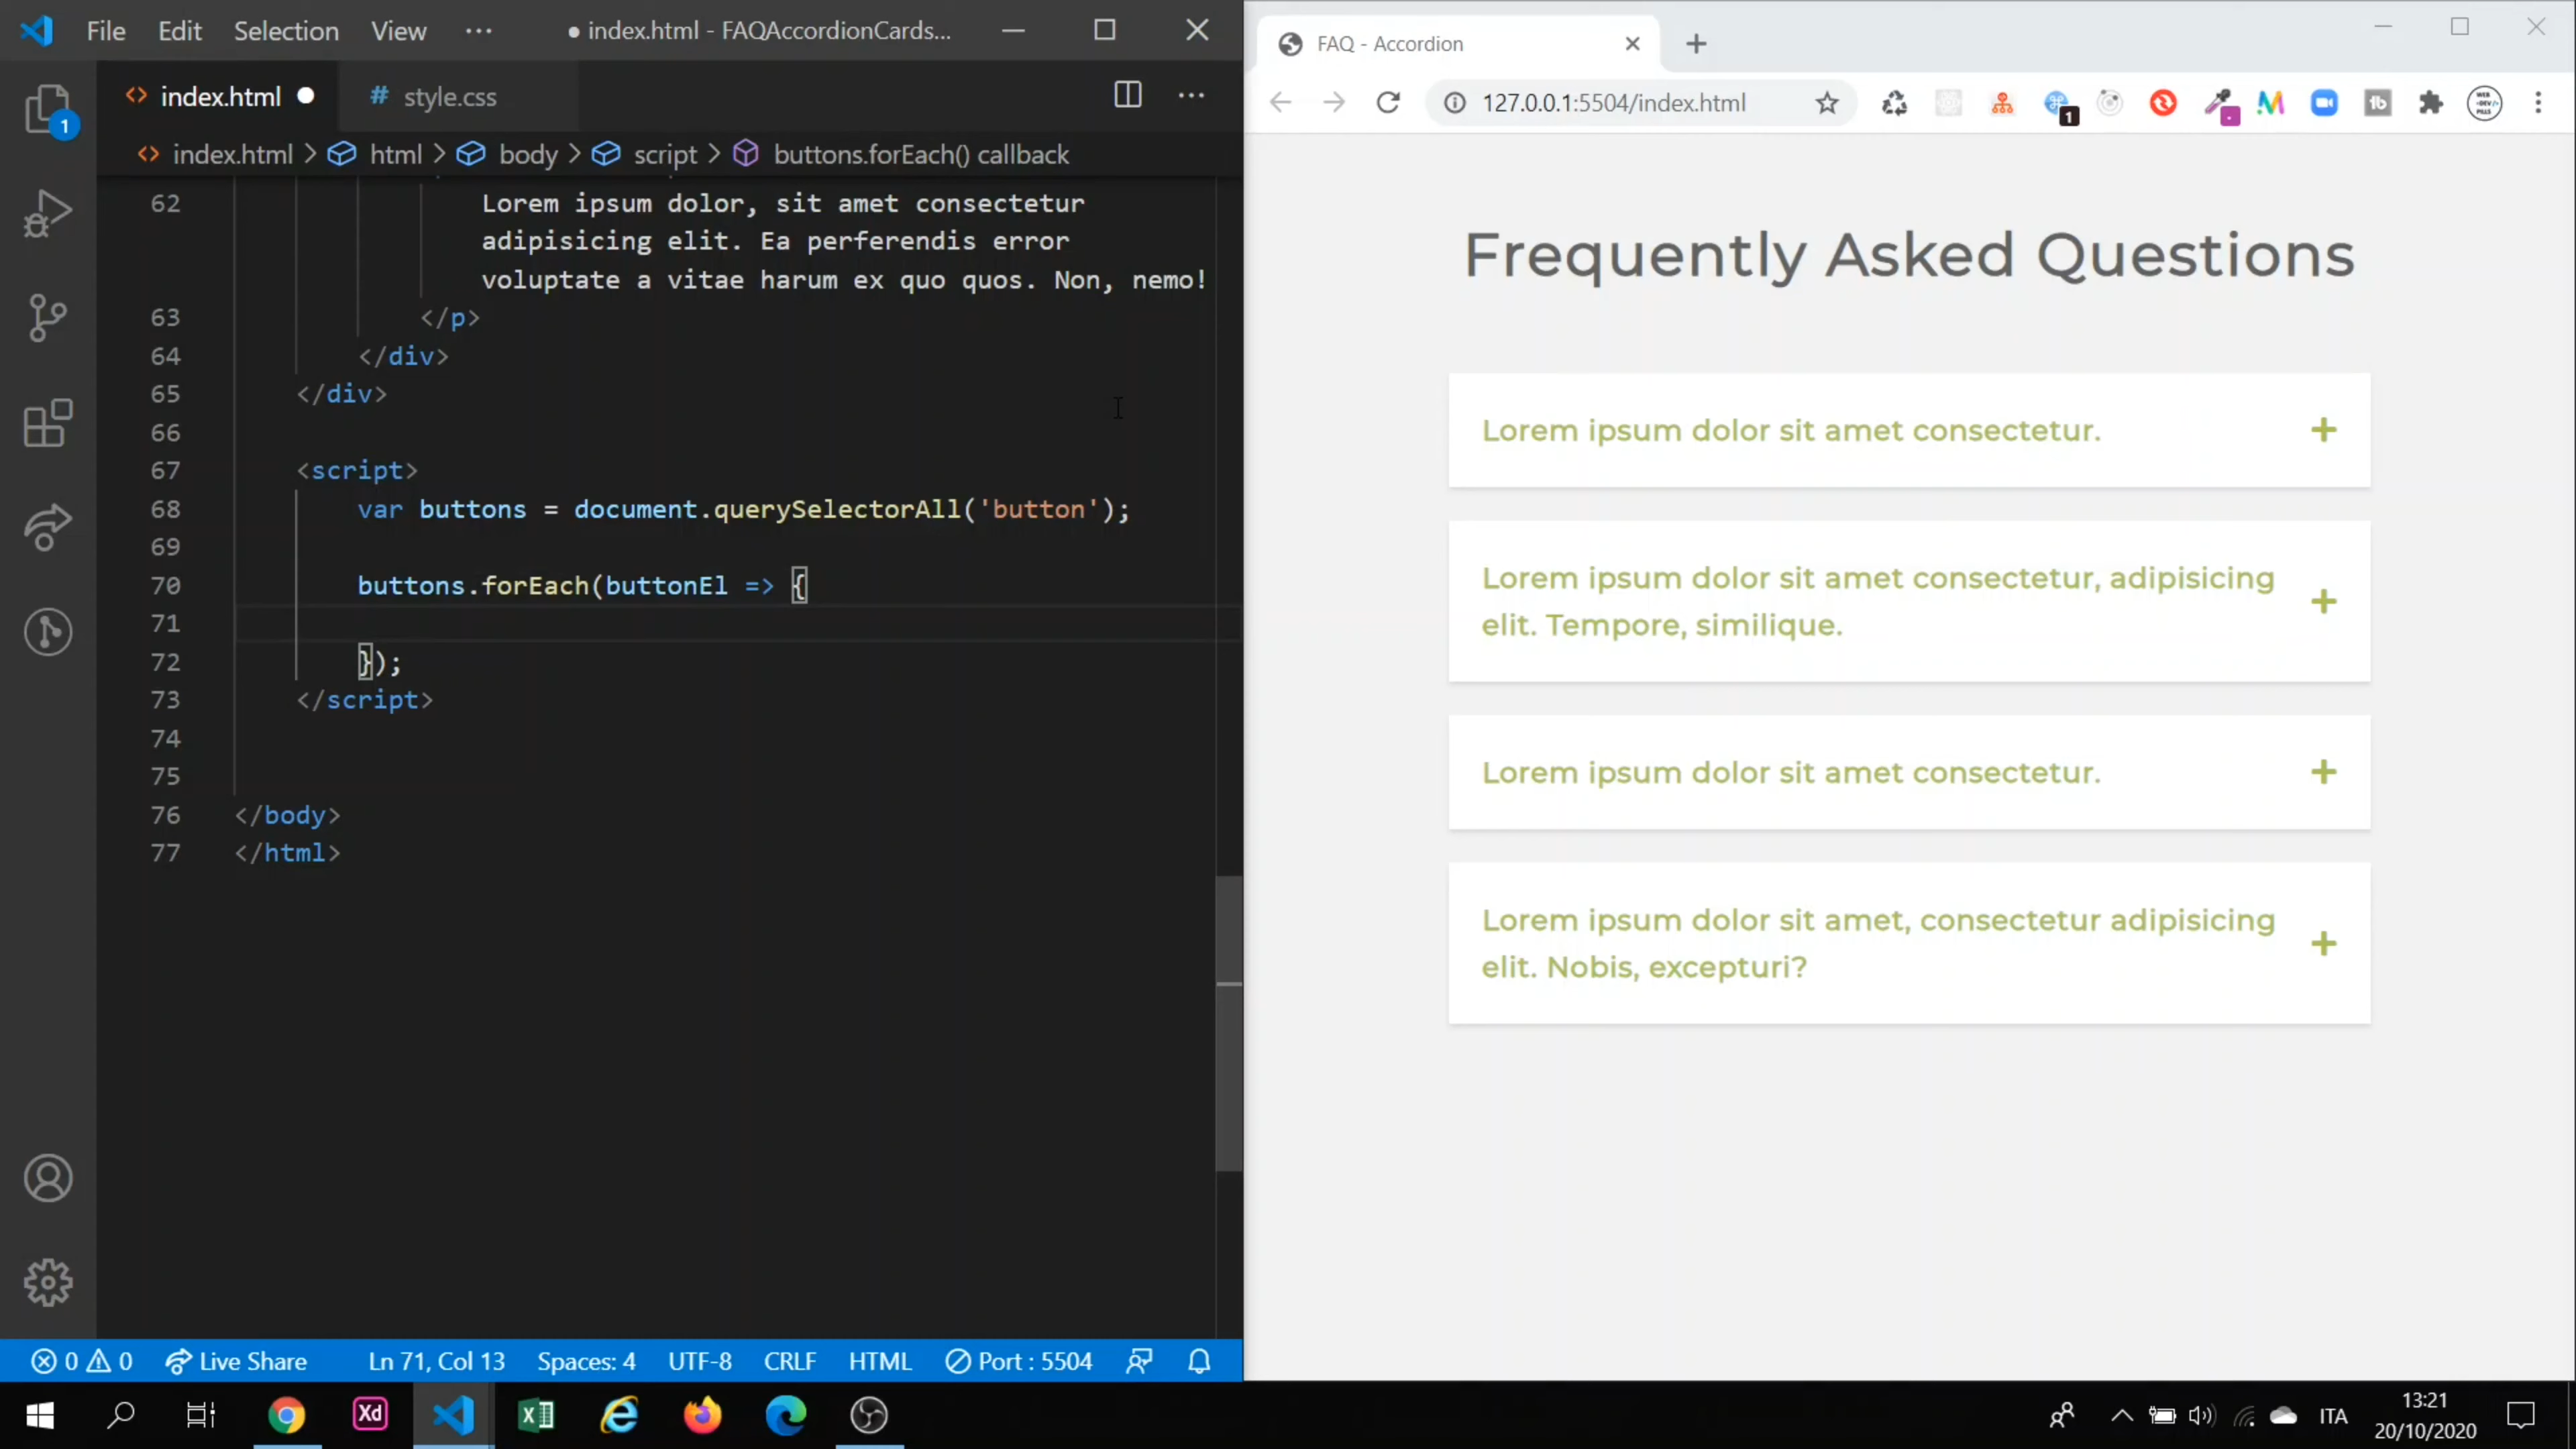 File Edit Selection View ··· ● index.html - FAQAccordionCards...
index.html ● # style.css
index.html > html > body > script > buttons.forEach() callback
62 Lorem ipsum dolor, sit amet consectetur
adipisicing elit. Ea perferendis error
voluptate a vitae harum ex quo quos. Non, nemo!
63 </p>
64 </div>
65 </div>
66
67 <script>
68 var buttons = document.querySelectorAll('button');
69
70 buttons.forEach(buttonEl => {
71
72 });
73 </script>
74
75
76 </body>
77 </html>
1
0 0 Live Share Ln 71, Col 13 Spaces: 4 UTF-8 CRLF HTML Port : 5504
FAQ - Accordion
127.0.0.1:5504/index.html
1
Frequently Asked Questions
Lorem ipsum dolor sit amet consectetur. +
Lorem ipsum dolor sit amet consectetur, adipisicing
elit. Tempore, similique. +
Lorem ipsum dolor sit amet consectetur. +
Lorem ipsum dolor sit amet, consectetur adipisicing
elit. Nobis, excepturi? +
Xd
ITA
13:21
20/10/2020